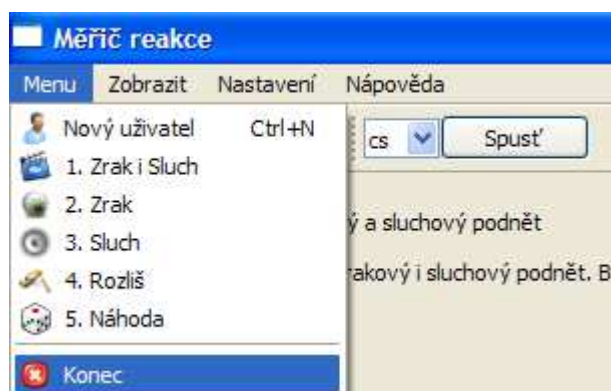 Měřič reakce
Menu Zobrazit Nastavení Nápověda
Nový uživatel Ctrl+N
cs Spusť
1. Zrak i Sluch
2. Zrak
ý a sluchový podnět
3. Sluch
4. Rozliš
rakový i sluchový podnět. B
5. Náhoda
Konec